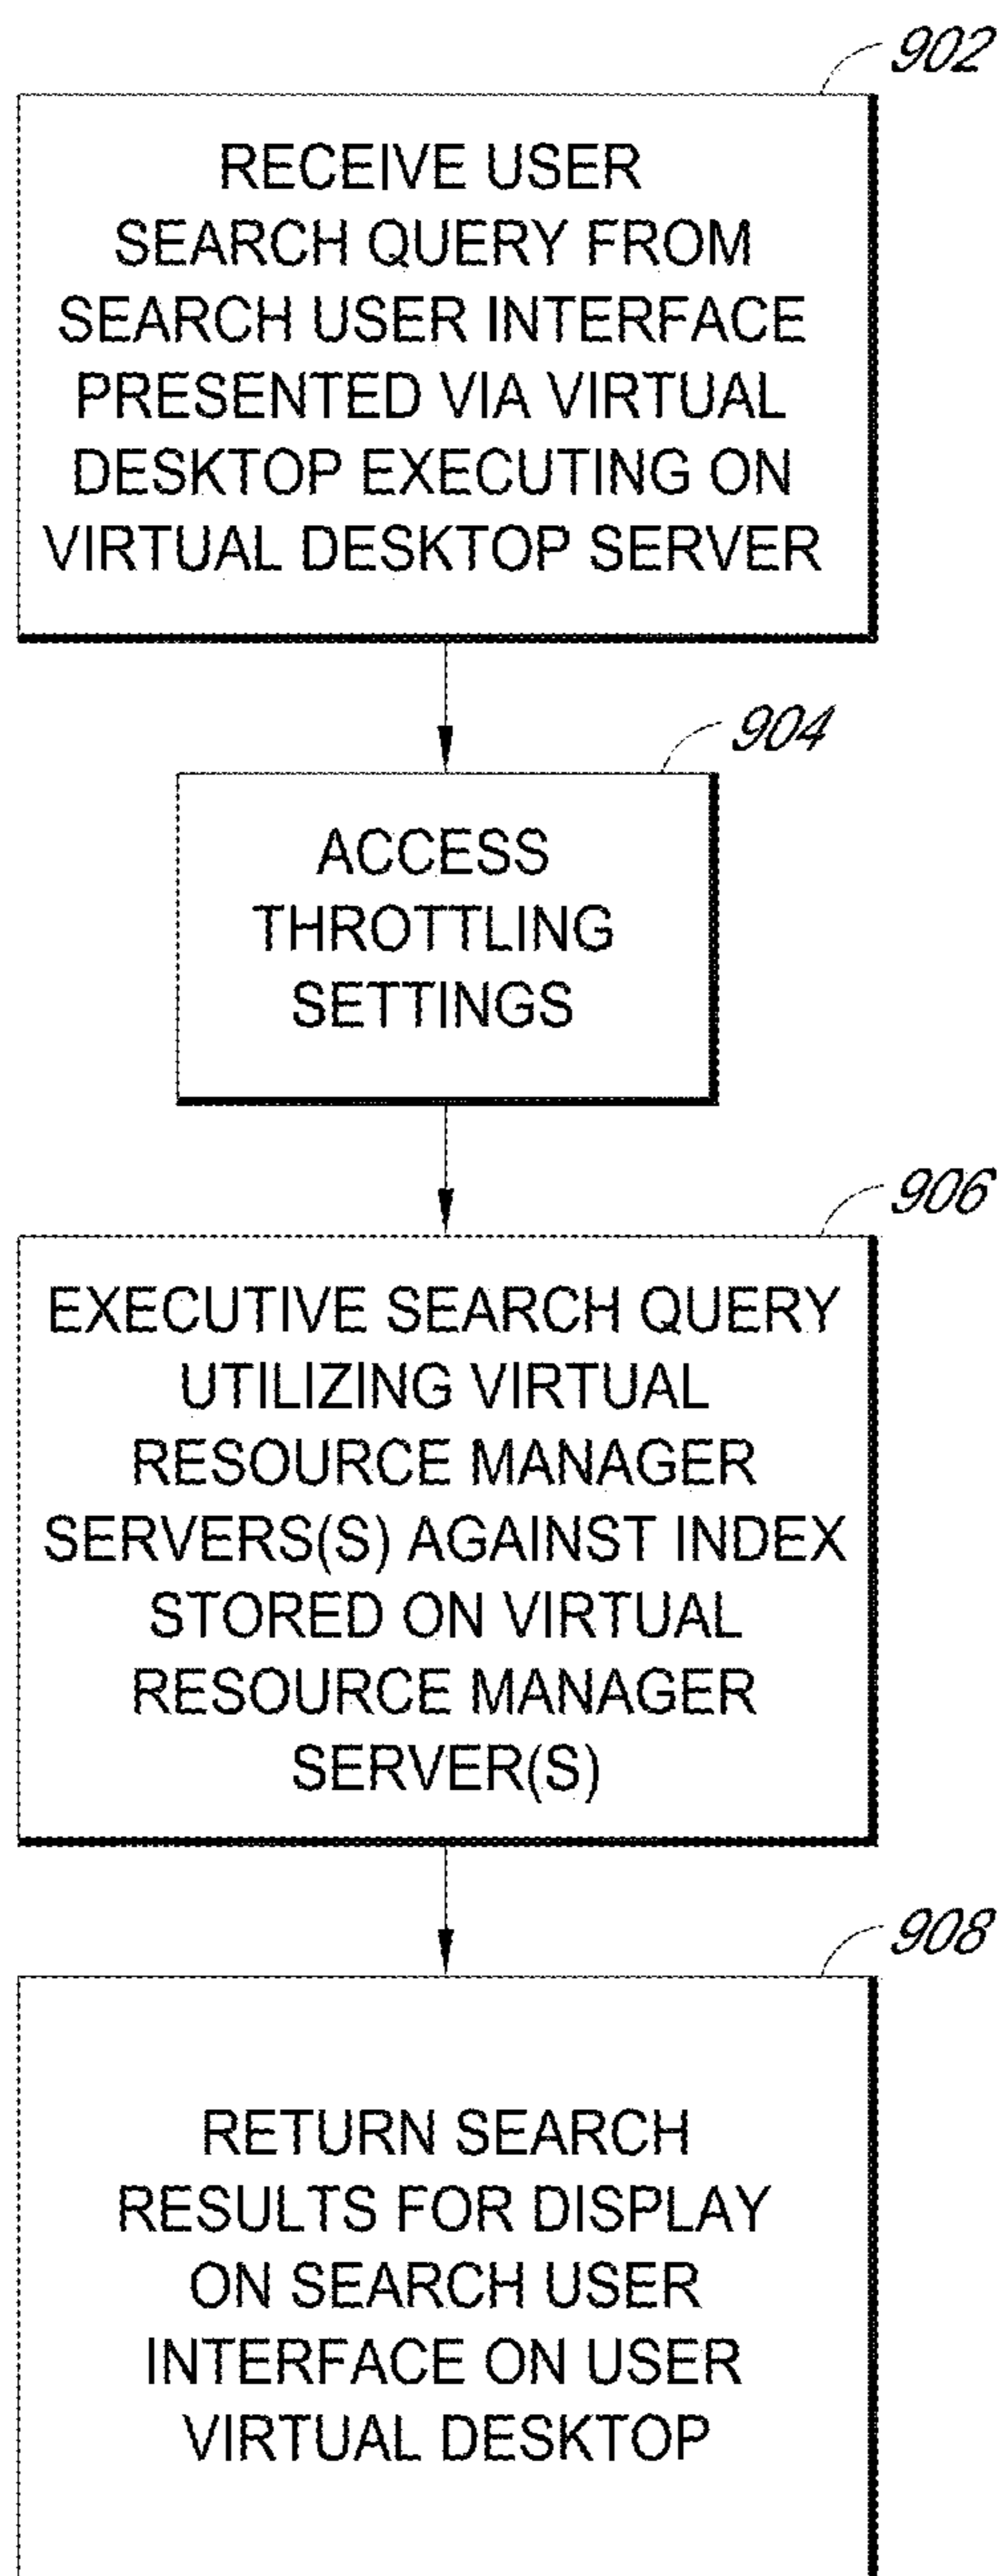 902
RECEIVE USER
SEARCH QUERY FROM
SEARCH USER INTERFACE
PRESENTED VIA VIRTUAL
DESKTOP EXECUTING ON
VIRTUAL DESKTOP SERVER
904
ACCESS
THROTTLING
SETTINGS
906
EXECUTIVE SEARCH QUERY
UTILIZING VIRTUAL
RESOURCE MANAGER
SERVERS(S) AGAINST INDEX
STORED ON VIRTUAL
RESOURCE MANAGER
SERVER(S)
908
RETURN SEARCH
RESULTS FOR DISPLAY
ON SEARCH USER
INTERFACE ON USER
VIRTUAL DESKTOP